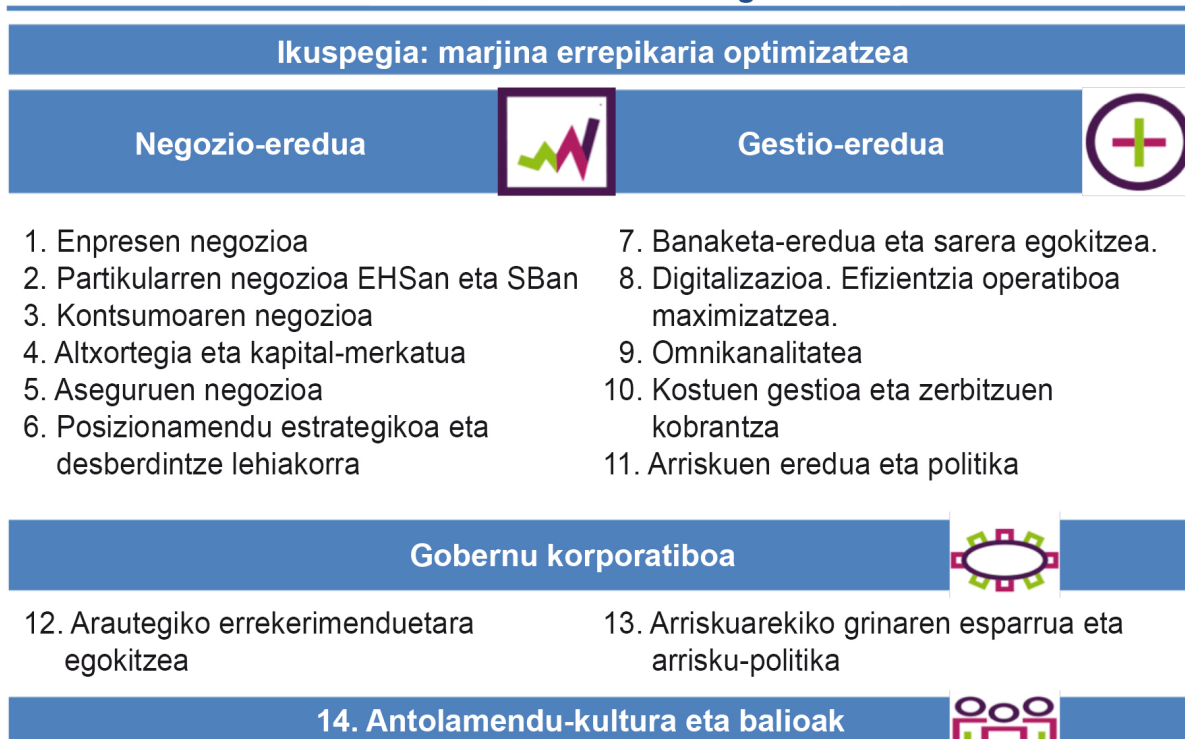 Ikuspegia: marjina errepikaria optimizatzea
Negozio-eredua
Gestio-eredua
1. Enpresen negozioa
2. Partikularren negozioa EHSan eta SBan
3. Kontsumoaren negozioa
4. Altxortegia eta kapital-merkatua
5. Aseguruen negozioa
6. Posizionamendu estrategikoa eta
desberdintze lehiakorra
7. Banaketa-eredua eta sarera egokitzea.
8. Digitalizazioa. Efizientzia operatiboa
maximizatzea.
9. Omnikanalitatea
10. Kostuen gestioa eta zerbitzuen
kobrantza
11. Arriskuen eredua eta politika
Gobernu korporatiboa
12. Arautegiko errekerimenduetara
egokitzea
13. Arriskuarekiko grinaren esparrua eta
arrisku-politika
14. Antolamendu-kultura eta balioak